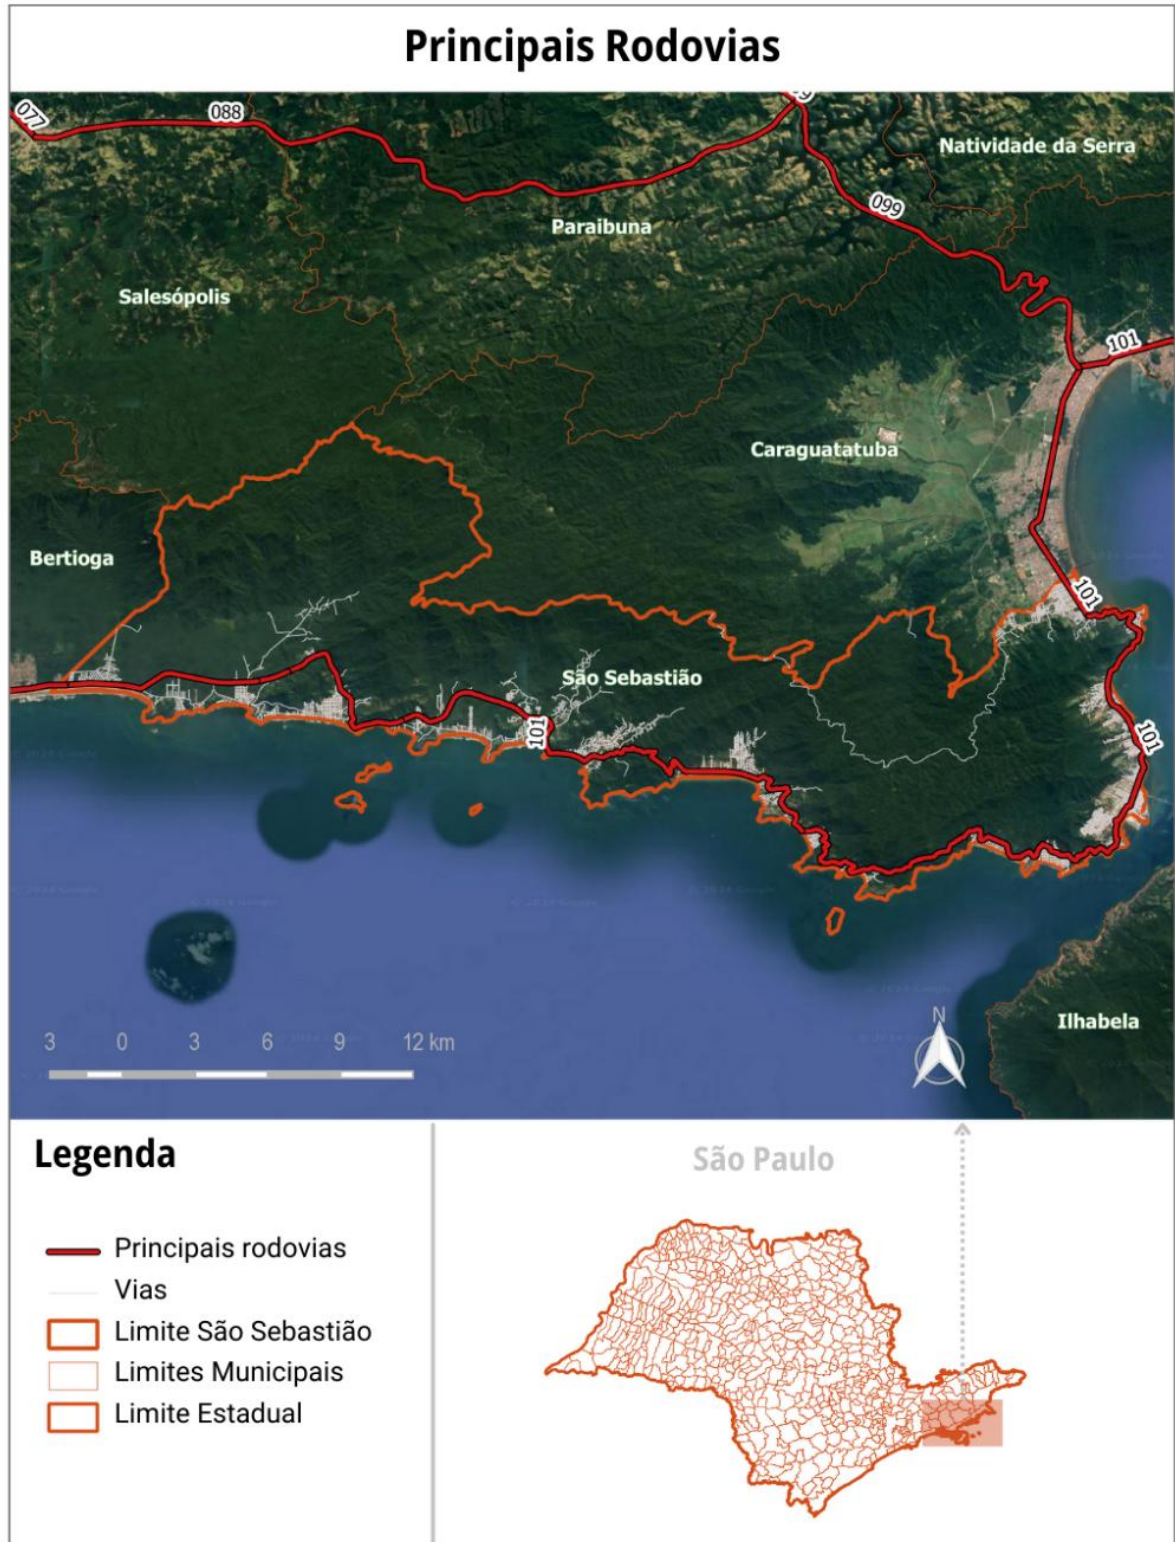 Principais Rodovias
077
088
Natividade da Serra
099
Paraibuna
Salesópolis
101
Caraguatatuba
Bertioga
101
São Sebastião
101
101
Ilhabela
N
3 0 3 6 9 12 km
Legenda
Principais rodovias
Vias
Limite São Sebastião
Limites Municipais
Limite Estadual
São Paulo